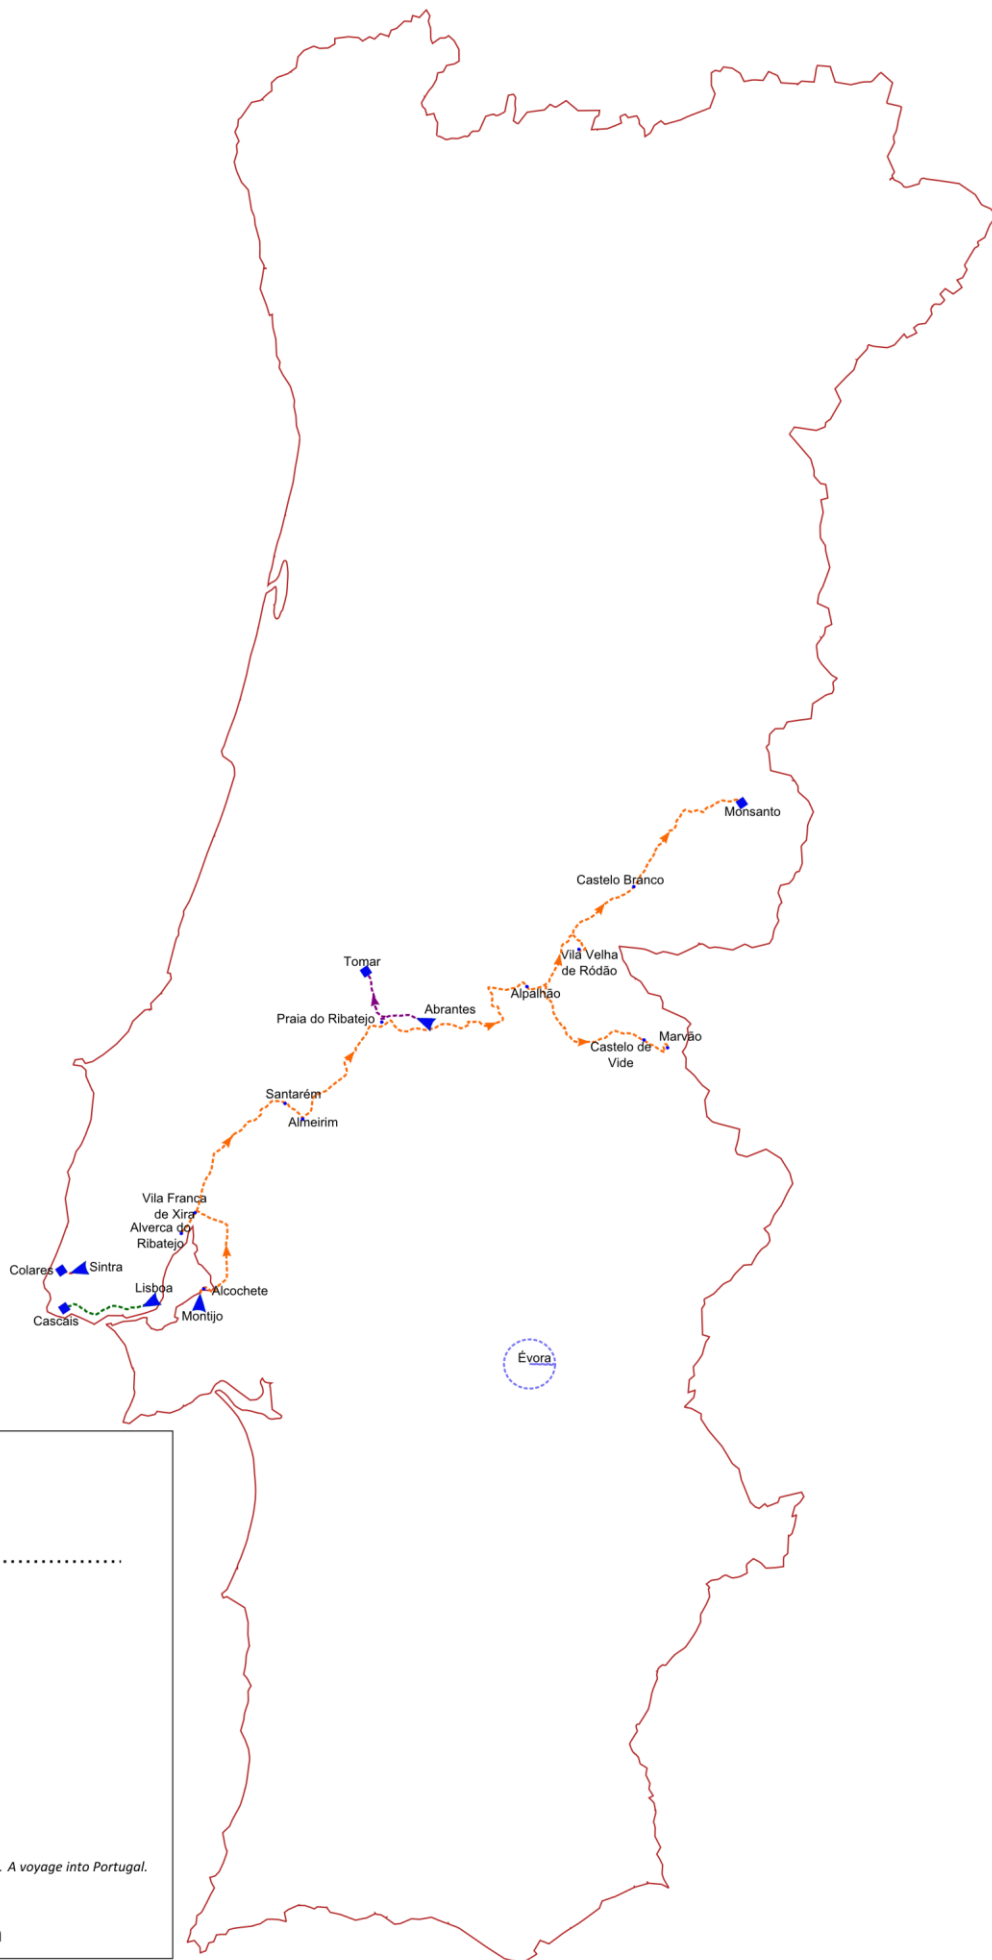 Monsanto
Castelo Branco
Vila Velha
de Ródão
Tomar
Alpalhão
Abrantes
Praia do Ribatejo
Marvão
Castelo de
Vide
Santarém
Almeirim
Vila Franca
de Xira
Alverca do
Ribatejo
Colares
Sintra
Lisboa
Alcochete
Cascais
Montijo
Évora
. A voyage into Portugal.